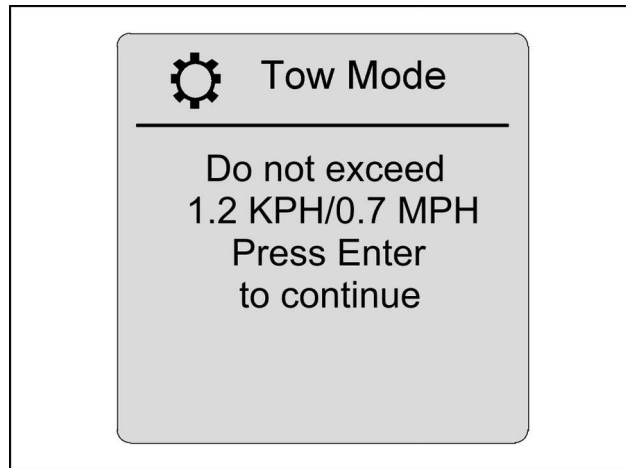 Tow Mode
Do not exceed
1.2 KPH/0.7 MPH
Press Enter
to continue